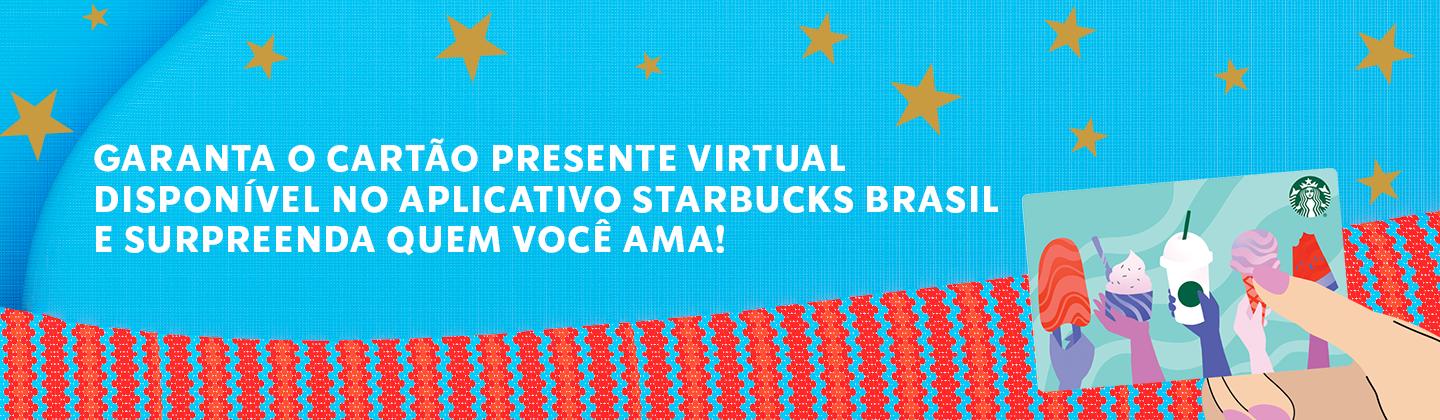 GARANTA O CARTÃO PRESENTE VIRTUAL
DISPONÍVEL NO APLICATIVO STARBUCKS BRASIL
E SURPREENDA QUEM VOCÊ AMA!